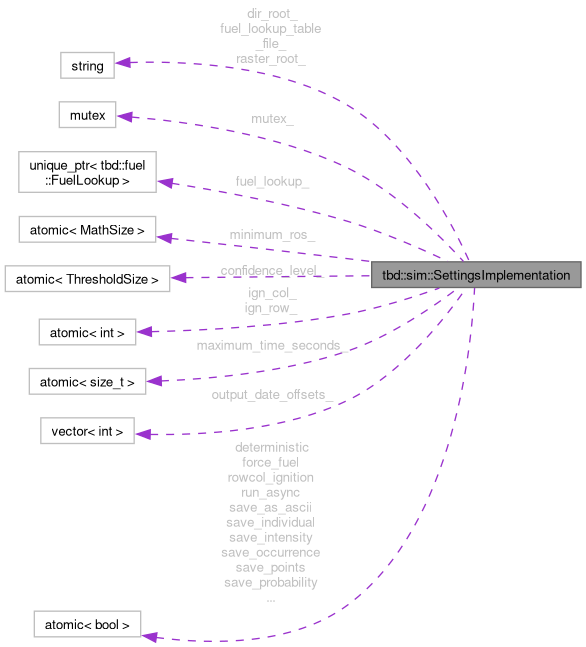 dir_root_
fuel_lookup_table
_file_
raster_root_
string
mutex_
mutex
unique_ptr< tbd::fuel
::FuelLookup >
fuel_lookup_
atomic< MathSize >
minimum_ros_
tbd::sim::SettingsImplementation
atomic< ThresholdSize >
confidence_level_
ign_col_
ign_row_
atomic< int >
maximum_time_seconds_
atomic< size_t >
output_date_offsets_
vector< int >
deterministic
force_fuel
rowcol_ignition
run_async
save_as_ascii
save_individual
save_intensity
save_occurrence
save_points
save_probability
...
atomic< bool >